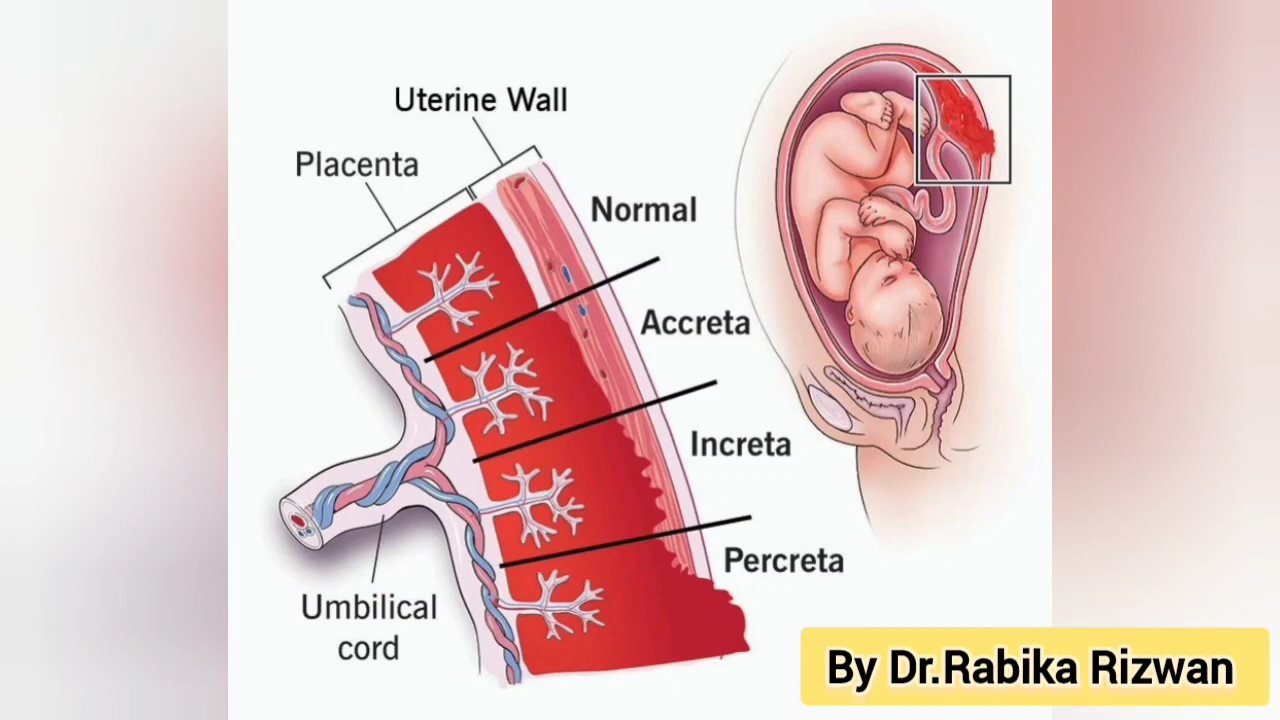 Uterine Wall
Placenta
Normal
Accreta
Increta
Percreta
Umbilical
cord
By Dr.Rabika Rizwan